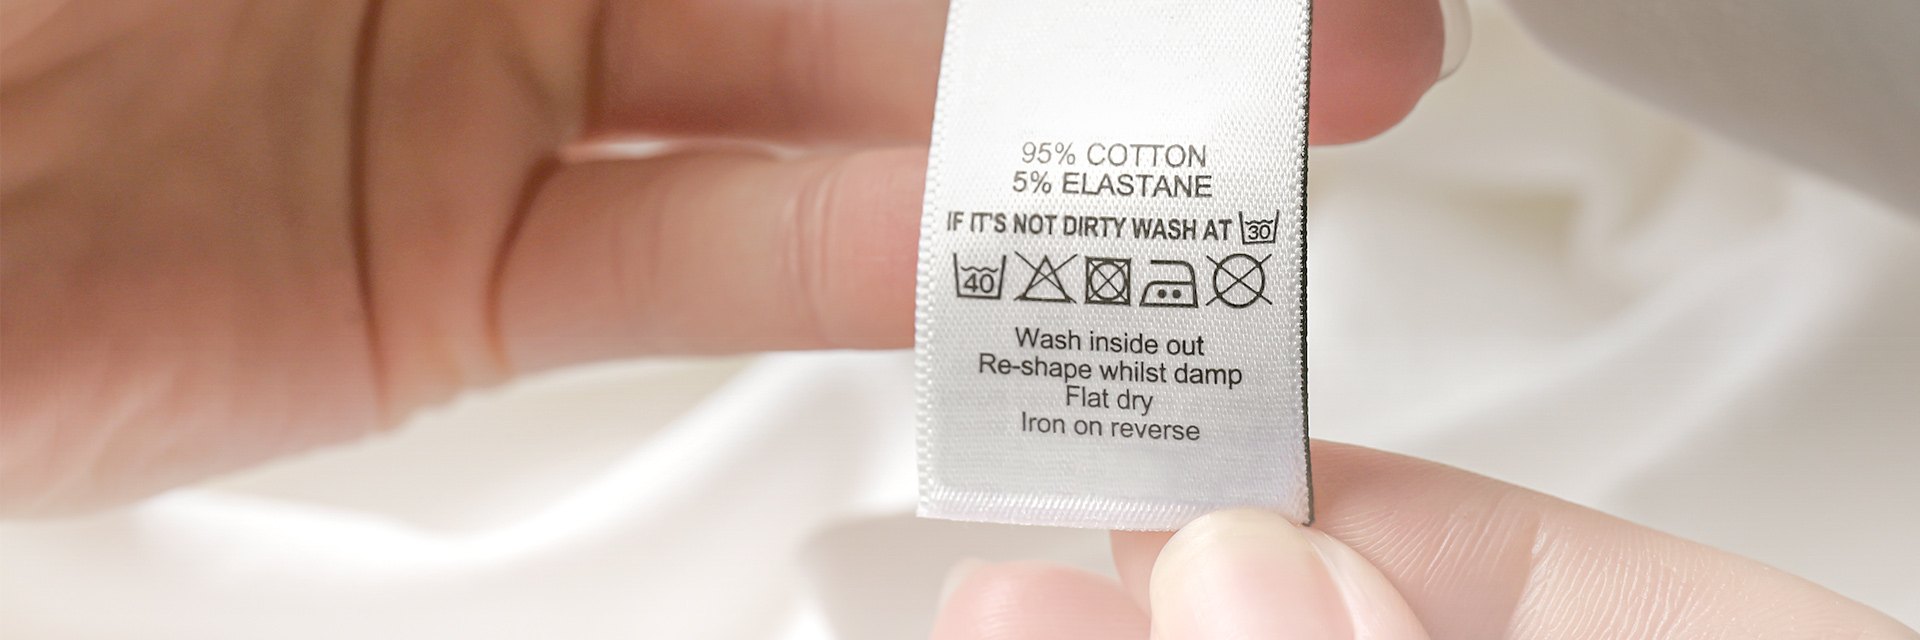 95% COTTON
5% ELASTANE
IF IT'S NOT DIRTY WASH AT 30
40
Wash inside out
Re-shape whilst damp
Flat dry
Iron on reverse